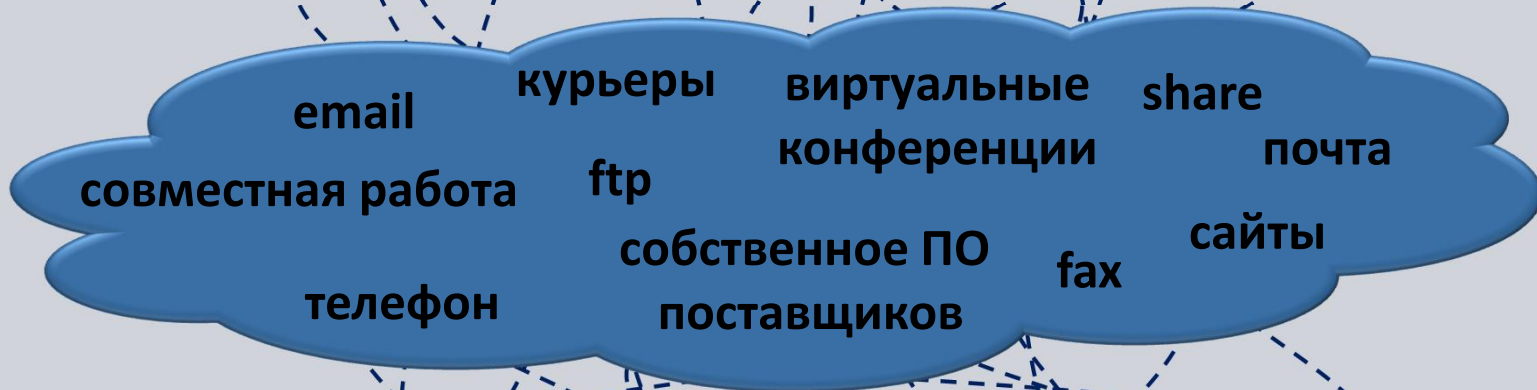 email
курьеры
виртуальные
конференции
share
почта
совместная работа
ftp
собственное ПО
поставщиков
fax
сайты
телефон